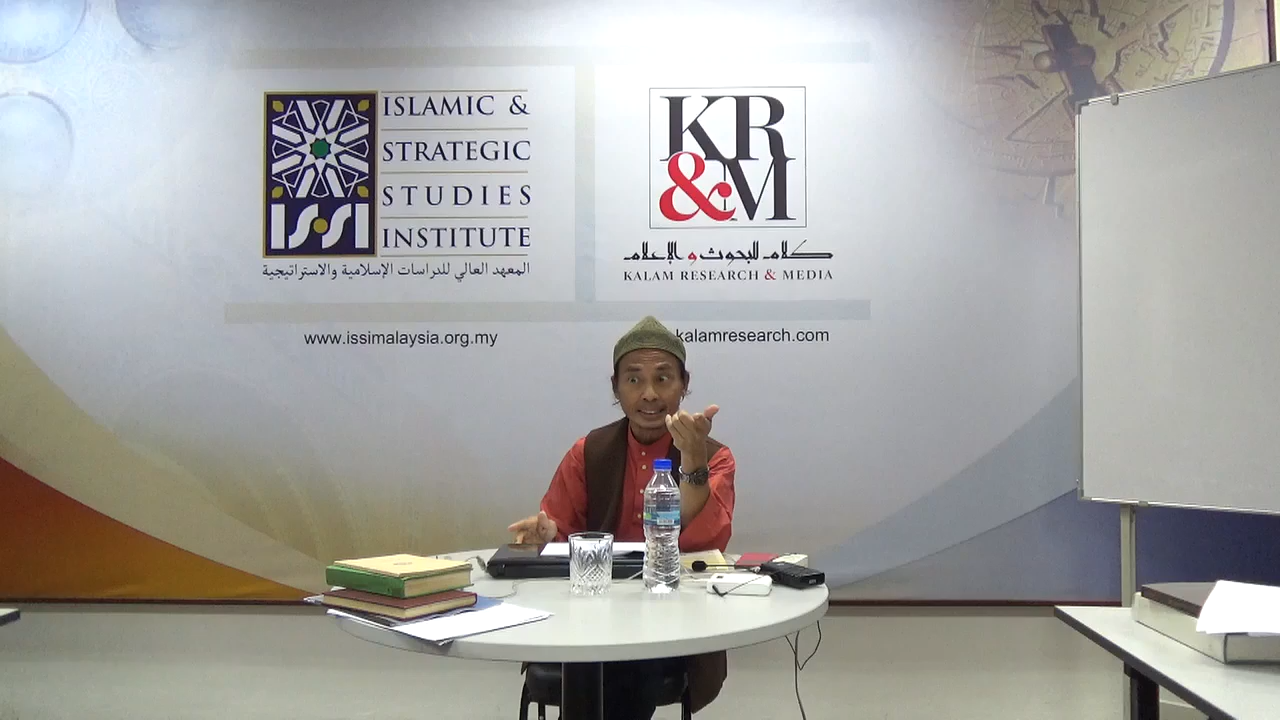 ISLAMIC &
STRATEGIC
STUDIES
INSTITUTE
ISSI
المعهد العالي للدراسات الإسلامية والاستراتيجية
www.issimalaysia.org.my
KR
&M
كلام للبحوث و الإعلام
KALAM RESEARCH & MEDIA
kalamresearch.com